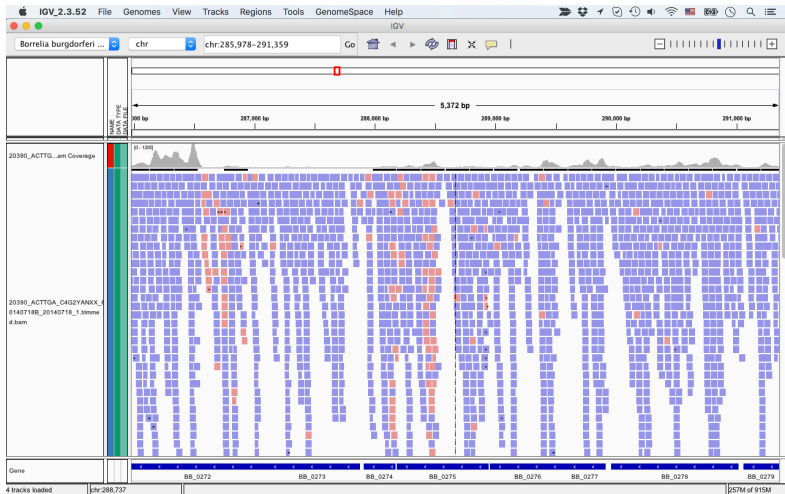 IGV_2.3.52 File Genomes View Tracks Regions Tools GenomeSpace Help
IGV
Borrelia burgdorferi ... chr chr:285,978-291,359 Go
NAME
DATA TYPE
DATA FILE
5,372 bp
000 bp 287,000 bp 288,000 bp 289,000 bp 290,000 bp 291,000 bp
[0 - 1206]
20390_ACTTG...am Coverage
20390_ACTTGA_C4G2YANXX_
0140718B_20140718_1.trimme
d.bam
Gene
BB_0272 BB_0273 BB_0274 BB_0275 BB_0276 BB_0277 BB_0278 BB_0279
4 tracks loaded chr:288,737 257M of 915M